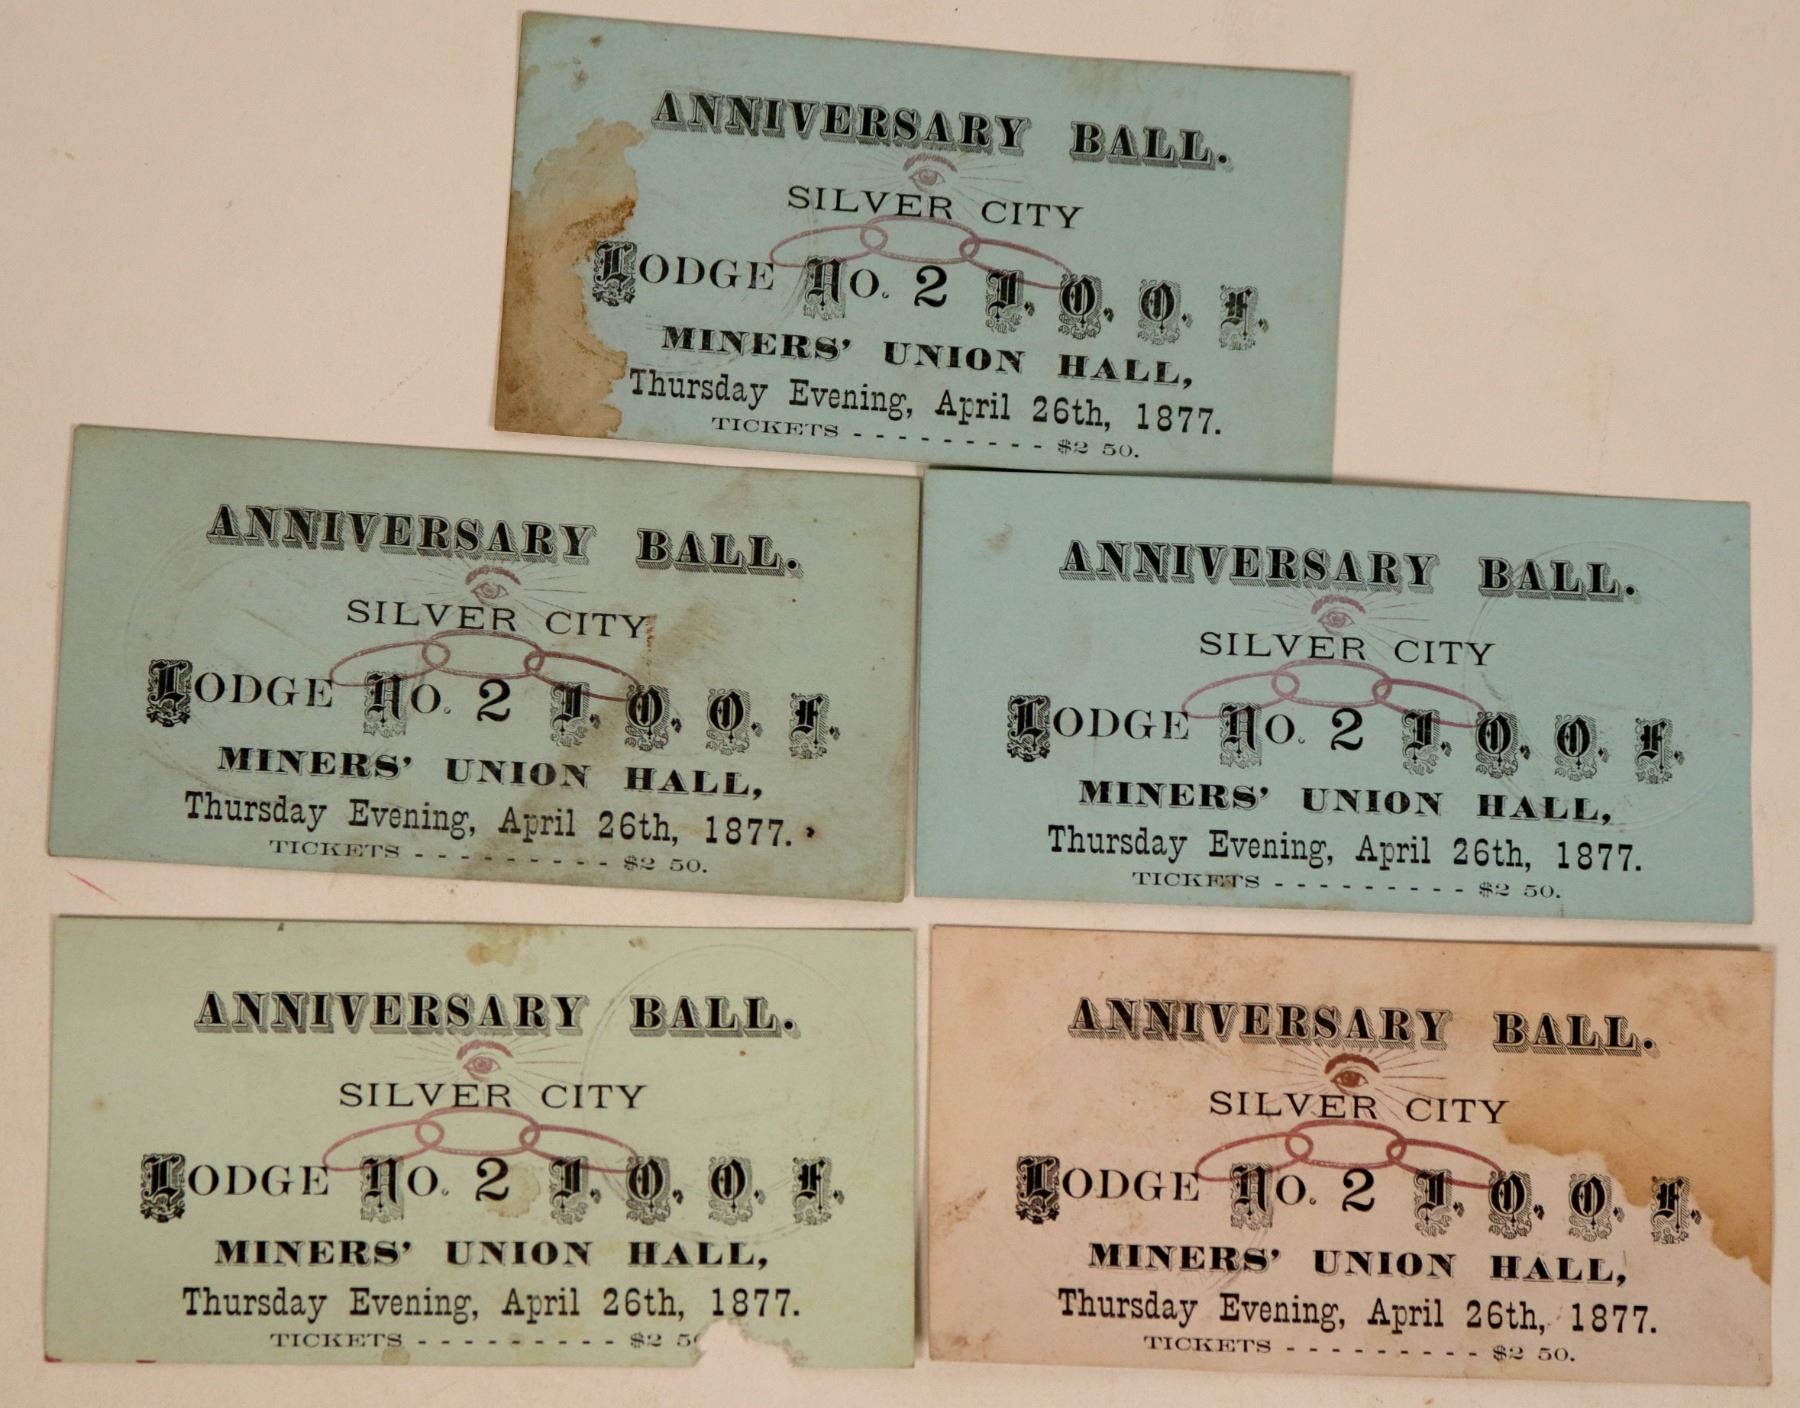 ANNIVERSARY BALL.
SILVER CITY
LODGE NO. 2 I. O. O. F.
MINERS' UNION HALL,
Thursday Evening, April 26th, 1877.
TICKETS - - - - - - - - - $2 50.
ANNIVERSARY BALL.
SILVER CITY
LODGE NO. 2 I. O. O. F.
MINERS' UNION HALL,
Thursday Evening, April 26th, 1877.
TICKETS - - - - - - - - - $2 50.
ANNIVERSARY BALL.
SILVER CITY
LODGE NO. 2 I. O. O. F.
MINERS' UNION HALL,
Thursday Evening, April 26th, 1877.
TICKETS - - - - - - - - - $2 50.
ANNIVERSARY BALL.
SILVER CITY
LODGE NO. 2 I. O. O. F.
MINERS' UNION HALL,
Thursday Evening, April 26th, 1877.
TICKETS - - - - - - - - - $2 5
ANNIVERSARY BALL.
SILVER CITY
LODGE NO. 2 I. O. O. F.
MINERS' UNION HALL,
Thursday Evening, April 26th, 1877.
TICKETS - - - - - - - - - $2 50.